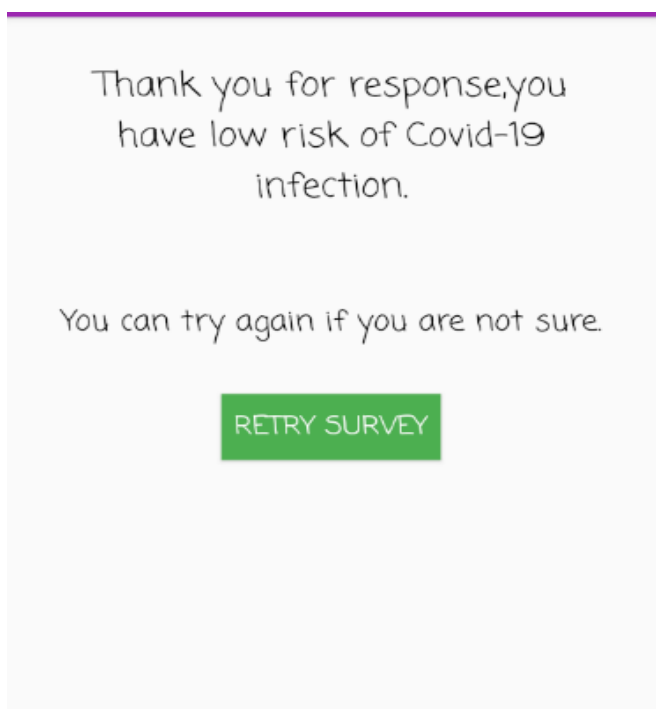 Thank you for response,you
have low risk of Covid-19
infection.
You can try again if you are not sure.
RETRY SURVEY